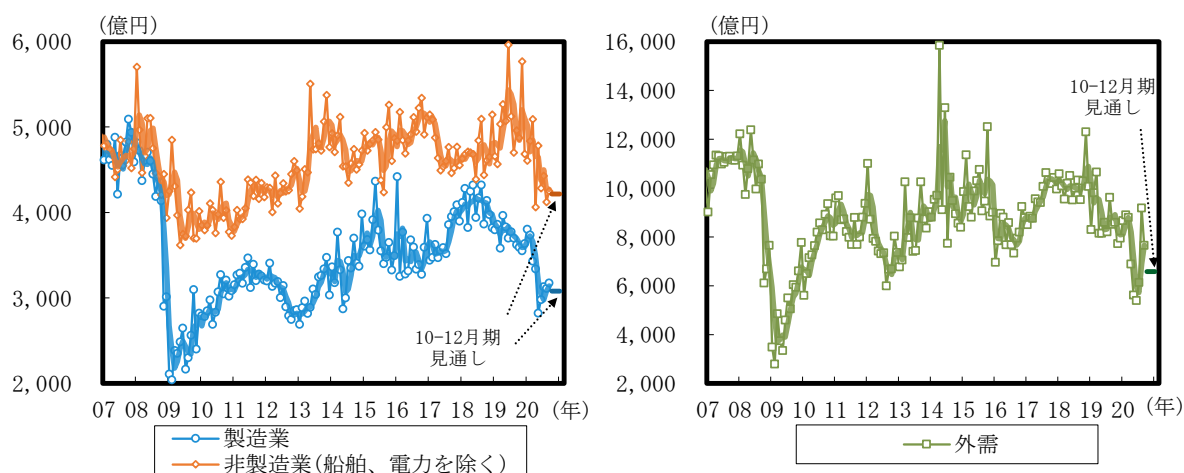 (億円)
6,000
5,000
4,000
3,000
2,000
10-12月期
見通し
07 08 09 10 11 12 13 14 15 16 17 18 19 20 (年)
製造業
非製造業(船舶、電力を除く)
(億円)
16,000
14,000
12,000
10,000
8,000
6,000
4,000
2,000
10-12月期
見通し
07 08 09 10 11 12 13 14 15 16 17 18 19 20 (年)
外需